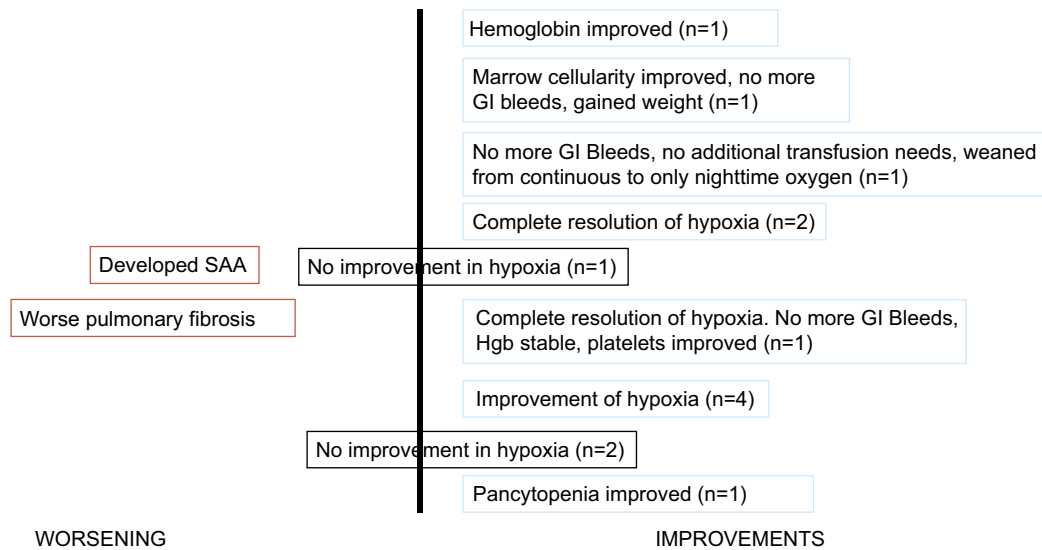 Hemoglobin improved (n=1)
Marrow cellularity improved, no more
GI bleeds, gained weight (n=1)
No more GI Bleeds, no additional transfusion needs, weaned
from continuous to only nighttime oxygen (n=1)
Complete resolution of hypoxia (n=2)
Developed SAA
No improvement in hypoxia (n=1)
Worse pulmonary fibrosis
Complete resolution of hypoxia. No more GI Bleeds,
Hgb stable, platelets improved (n=1)
Improvement of hypoxia (n=4)
No improvement in hypoxia (n=2)
Pancytopenia improved (n=1)
WORSENING
IMPROVEMENTS